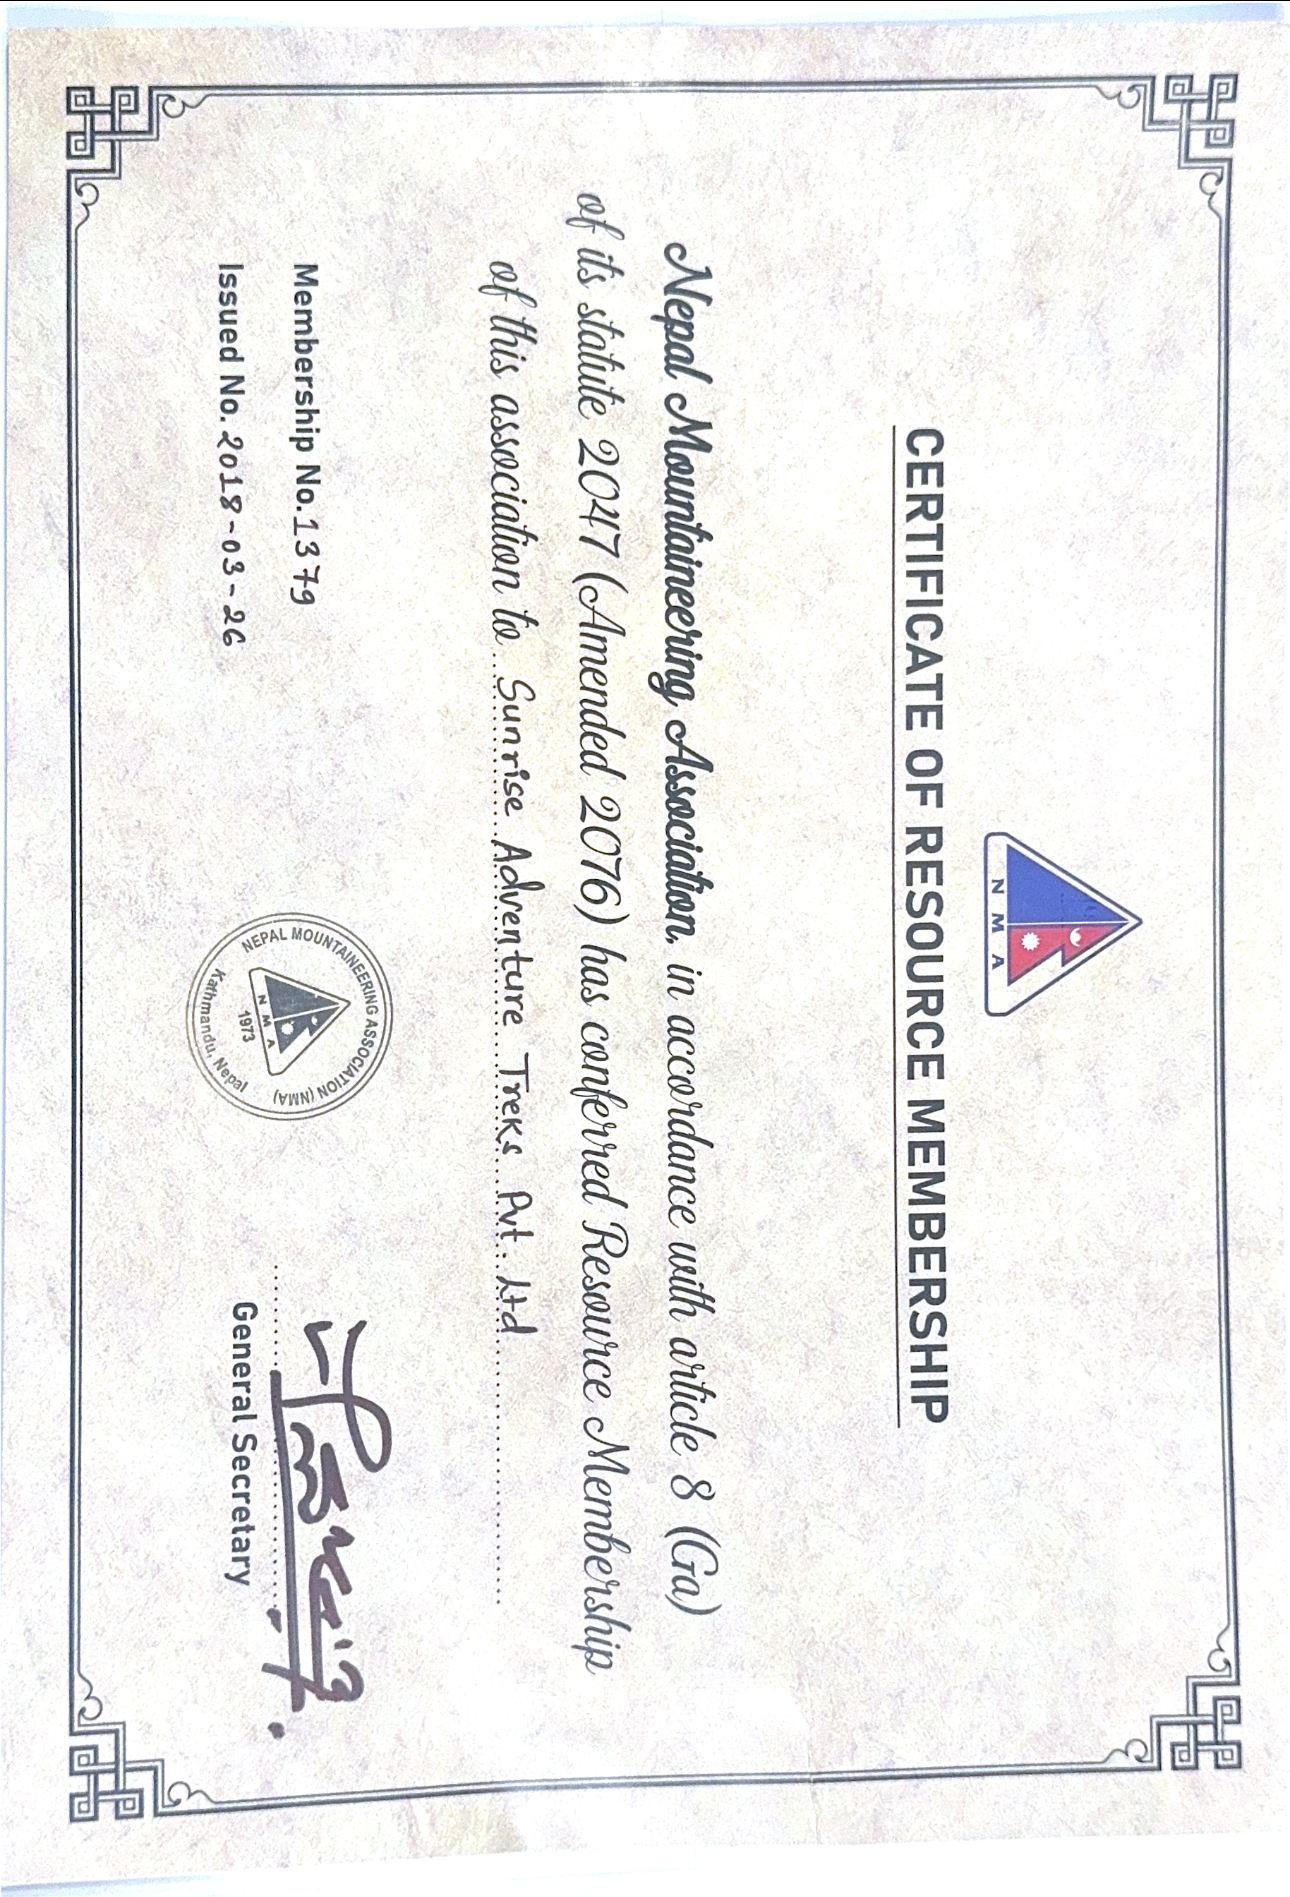 N M A
CERTIFICATE OF RESOURCE MEMBERSHIP
Nepal Mountaineering Association, in accordance with article 8 (Ga)
of its statute 2047 (Amended 2076) has conferred Resource Membership
of this association to Sunrise Adventure Treks Pvt. Ltd
Membership No. 1379
Issued No. 2018-03-26
NEPAL MOUNTAINEERING ASSOCIATION (NMA)
N M A
1973
Kathmandu, Nepal
General Secretary